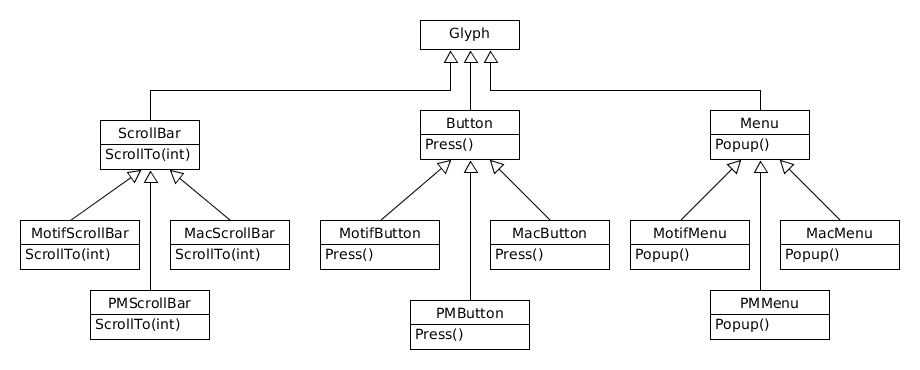 Glyph
ScrollBar
ScrollTo(int)
Button
Press()
Menu
Popup()
MotifScrollBar
ScrollTo(int)
MacScrollBar
ScrollTo(int)
MotifButton
Press()
MacButton
Press()
MotifMenu
Popup()
MacMenu
Popup()
PMScrollBar
ScrollTo(int)
PMButton
Press()
PMMenu
Popup()